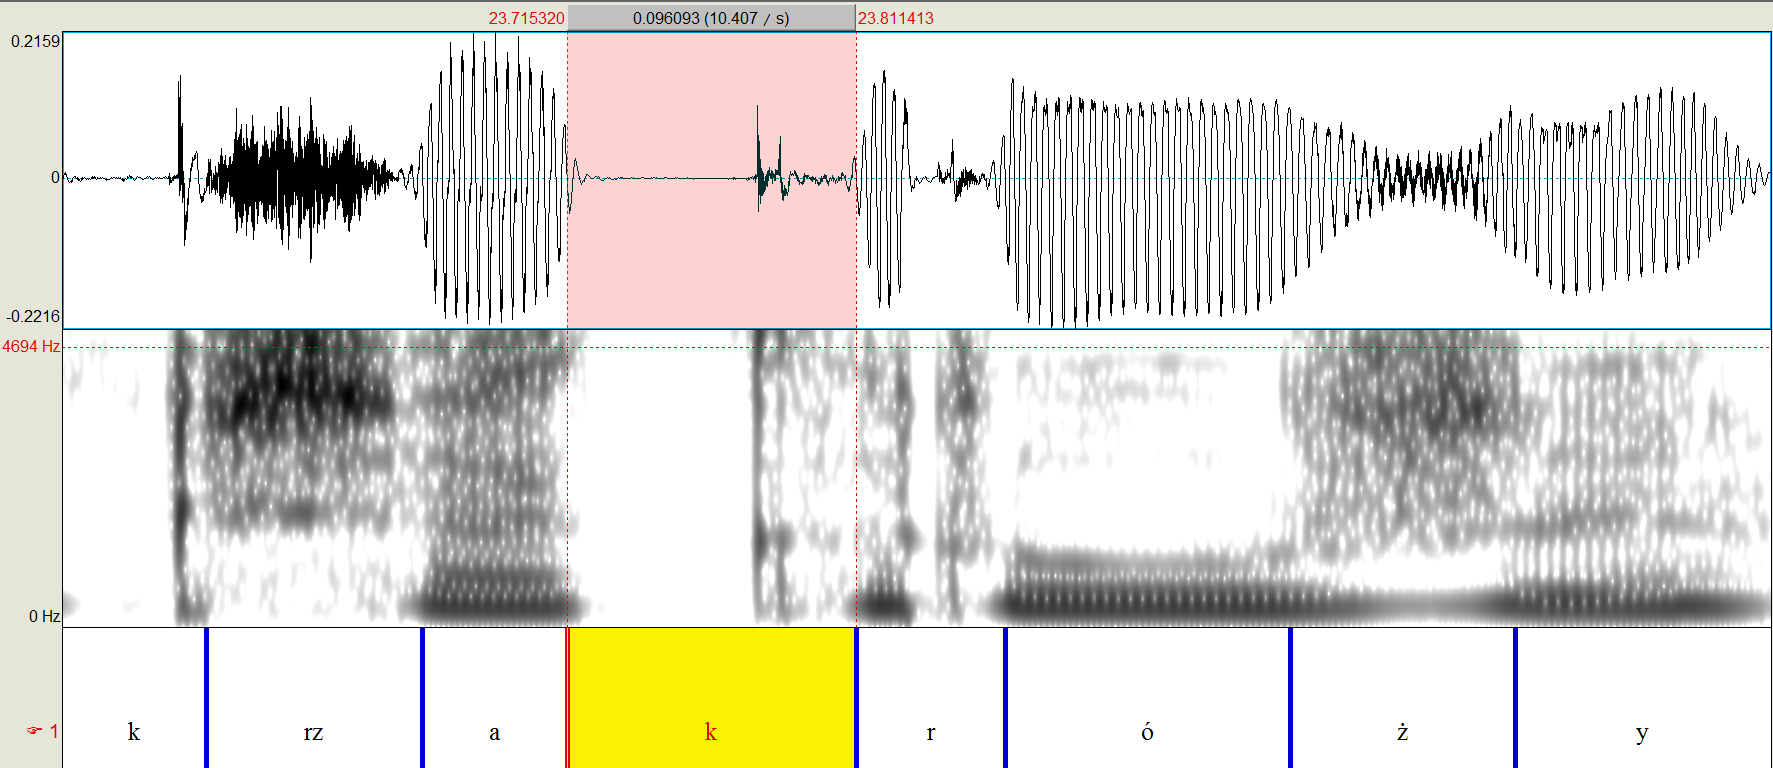 23.715320 0.096093 (10.407 / s) 23.811413
0.2159
0
-0.2216
4694 Hz
0 Hz
☞ 1 k rz a k r ó ż y